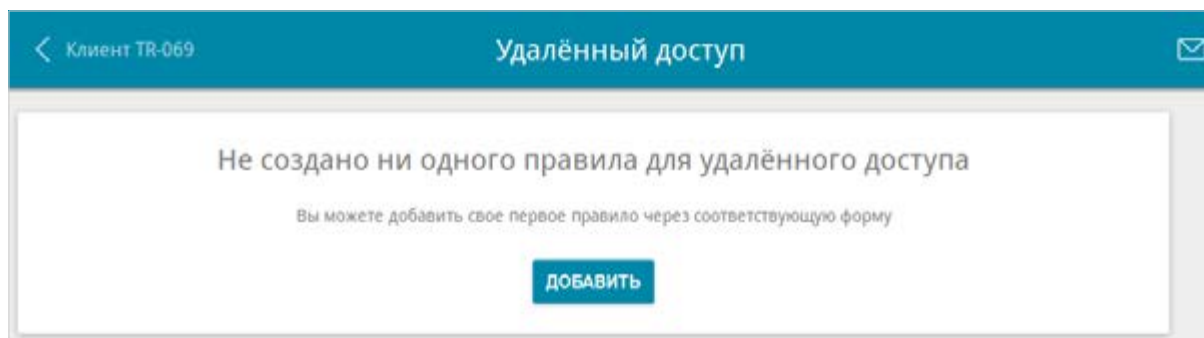 Клиент TR-069
Удалённый доступ
Не создано ни одного правила для удалённого доступа
Вы можете добавить свое первое правило через соответствующую форму
ДОБАВИТЬ